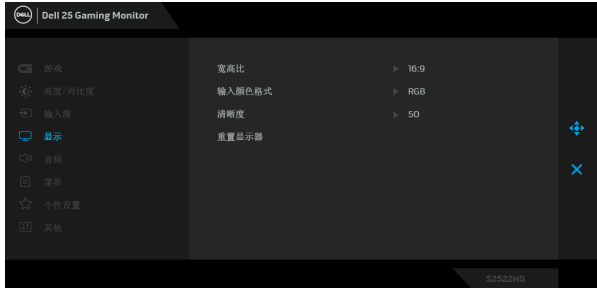 DELL Dell 25 Gaming Monitor
游戏
宽高比 16:9
亮度/对比度
输入颜色格式 RGB
输入源
清晰度 50
显示
重置显示器
音频
菜单
个性设置
其他
S2522HG